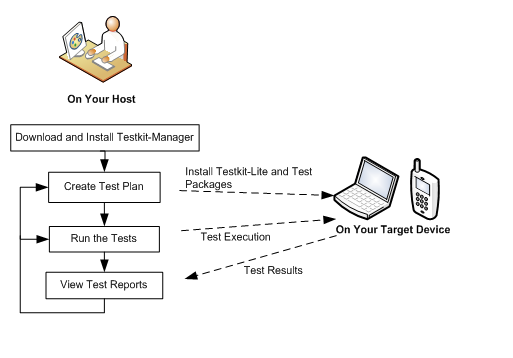 On Your Host
Download and Install Testkit-Manager
Create Test Plan
Install Testkit-Lite and Test
Packages
Run the Tests
Test Execution
On Your Target Device
Test Results
View Test Reports